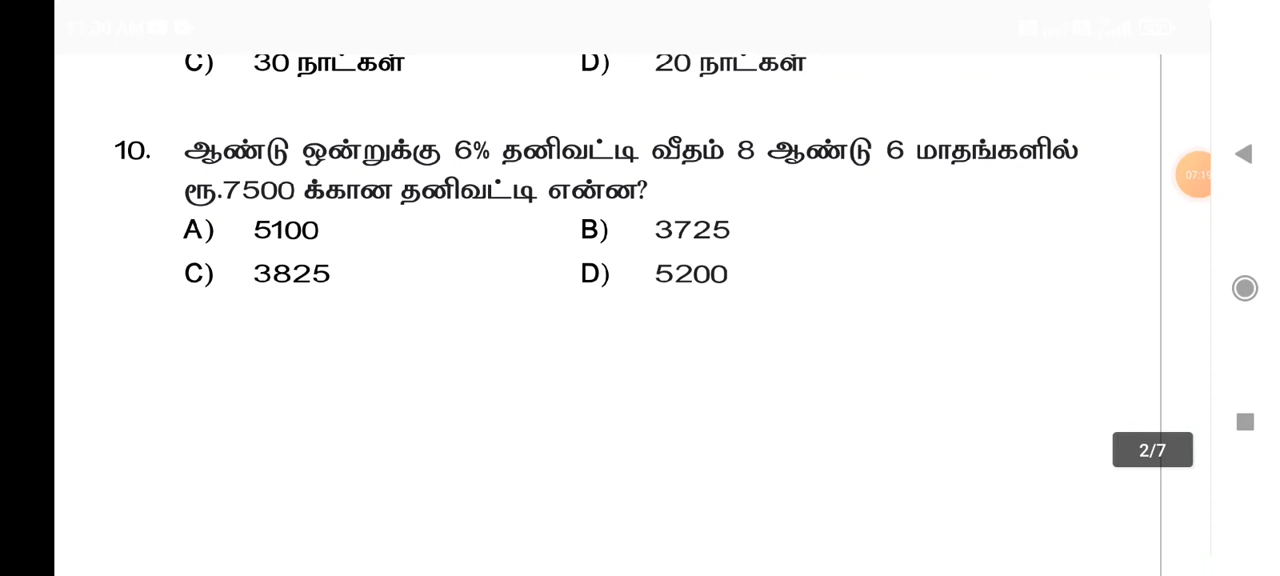 C) 30 நாட்கள் D) 20 நாட்கள்
10. ஆண்டு ஒன்றுக்கு 6% தனிவட்டி வீதம் 8 ஆண்டு 6 மாதங்களில்
ரூ.7500 க்கான தனிவட்டி என்ன?
A) 5100 B) 3725
C) 3825 D) 5200
2/7